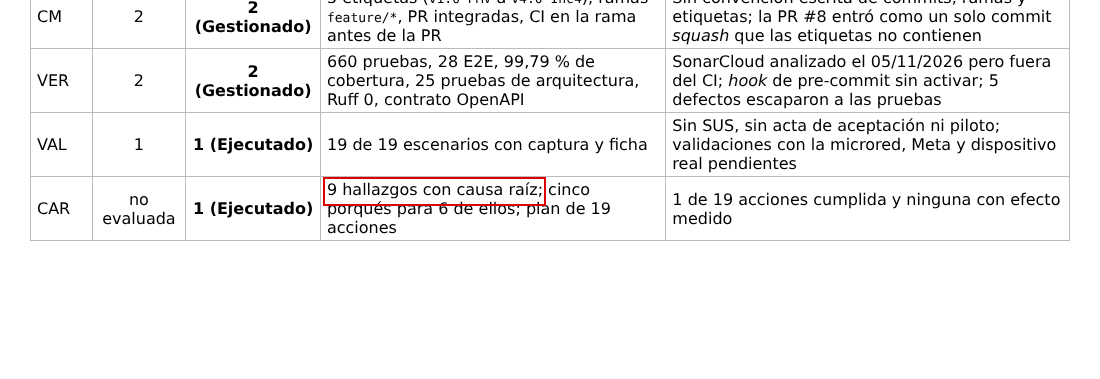 CM
2
2
(Gestionado)
feature/*, PR integradas, CI en la rama
antes de la PR
etiquetas; la PR #8 entró como un solo commit
squash que las etiquetas no contienen
VER
2
2
(Gestionado)
660 pruebas, 28 E2E, 99,79 % de
cobertura, 25 pruebas de arquitectura,
Ruff 0, contrato OpenAPI
SonarCloud analizado el 05/11/2026 pero fuera
del CI; hook de pre-commit sin activar; 5
defectos escaparon a las pruebas
VAL
1
1 (Ejecutado)
19 de 19 escenarios con captura y ficha
Sin SUS, sin acta de aceptación ni piloto;
validaciones con la microred, Meta y dispositivo
real pendientes
CAR
no
evaluada
1 (Ejecutado)
9 hallazgos con causa raíz; cinco
porqués para 6 de ellos; plan de 19
acciones
1 de 19 acciones cumplida y ninguna con efecto
medido